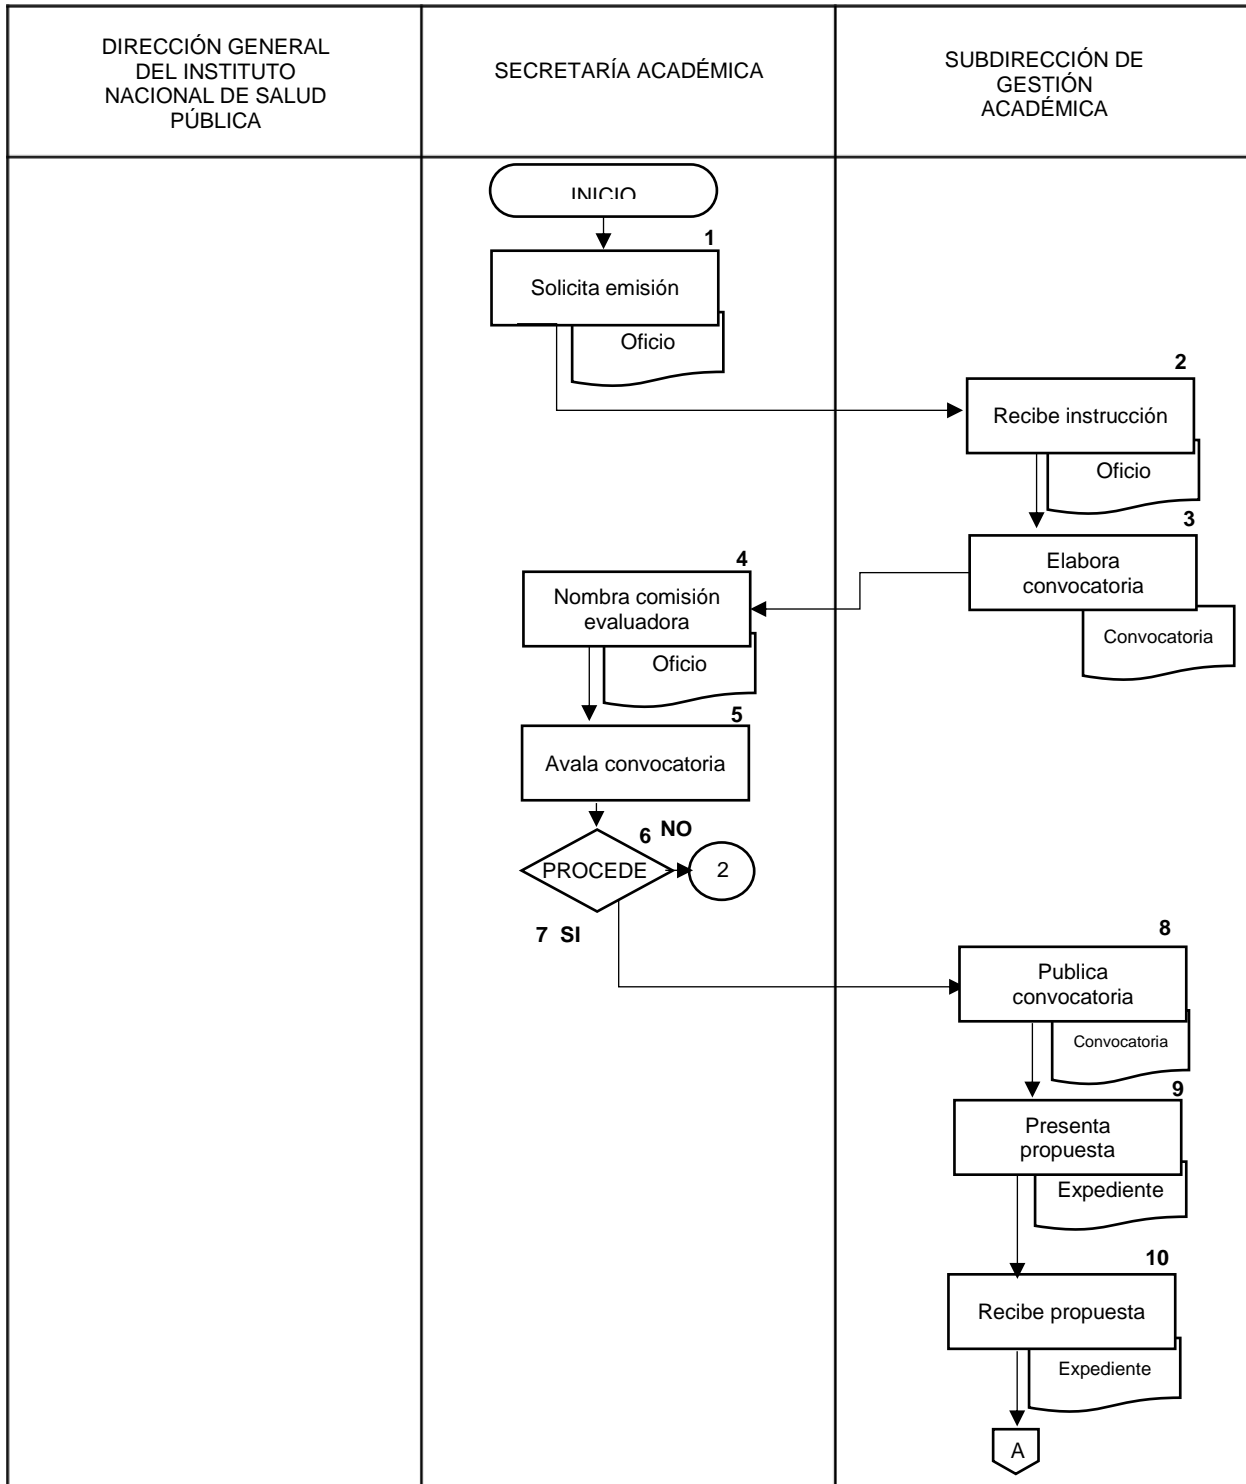 DIRECCIÓN GENERAL
DEL INSTITUTO
NACIONAL DE SALUD
PÚBLICA
SECRETARÍA ACADÉMICA
SUBDIRECCIÓN DE
GESTIÓN
ACADÉMICA
INICIO
1
Solicita emisión
Oficio
2
Recibe instrucción
Oficio
3
Elabora
convocatoria
Convocatoria
4
Nombra comisión
evaluadora
Oficio
5
Avala convocatoria
6 NO
PROCEDE
2
7 SI
8
Publica
convocatoria
Convocatoria
9
Presenta
propuesta
Expediente
10
Recibe propuesta
Expediente
A